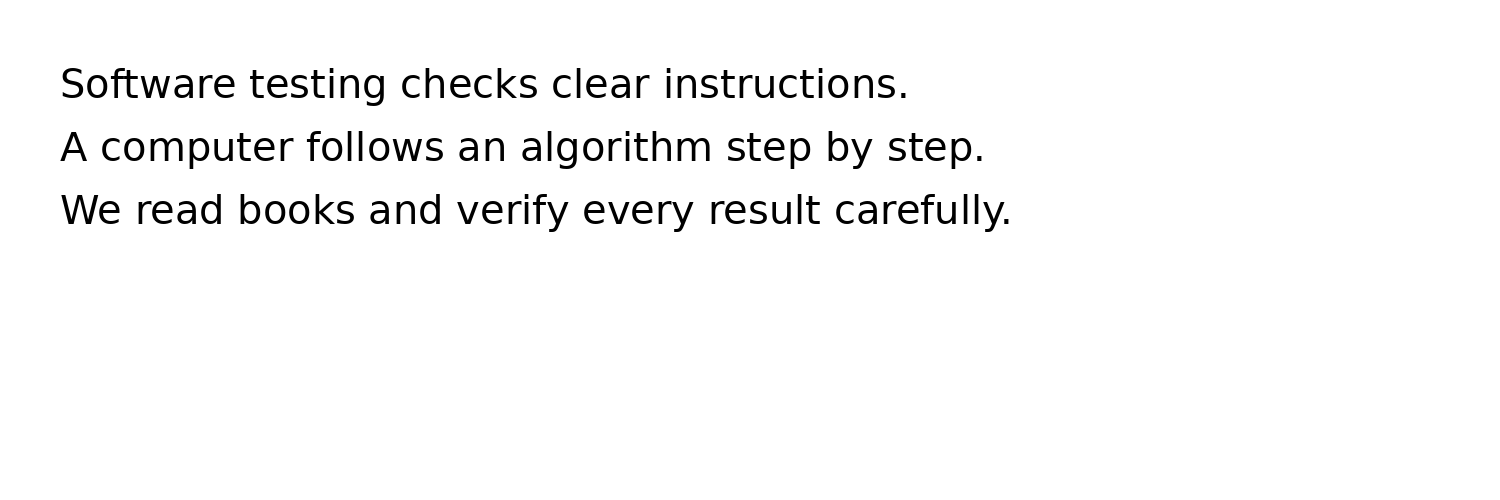 Software testing checks clear instructions.
A computer follows an algorithm step by step.
We read books and verify every result carefully.